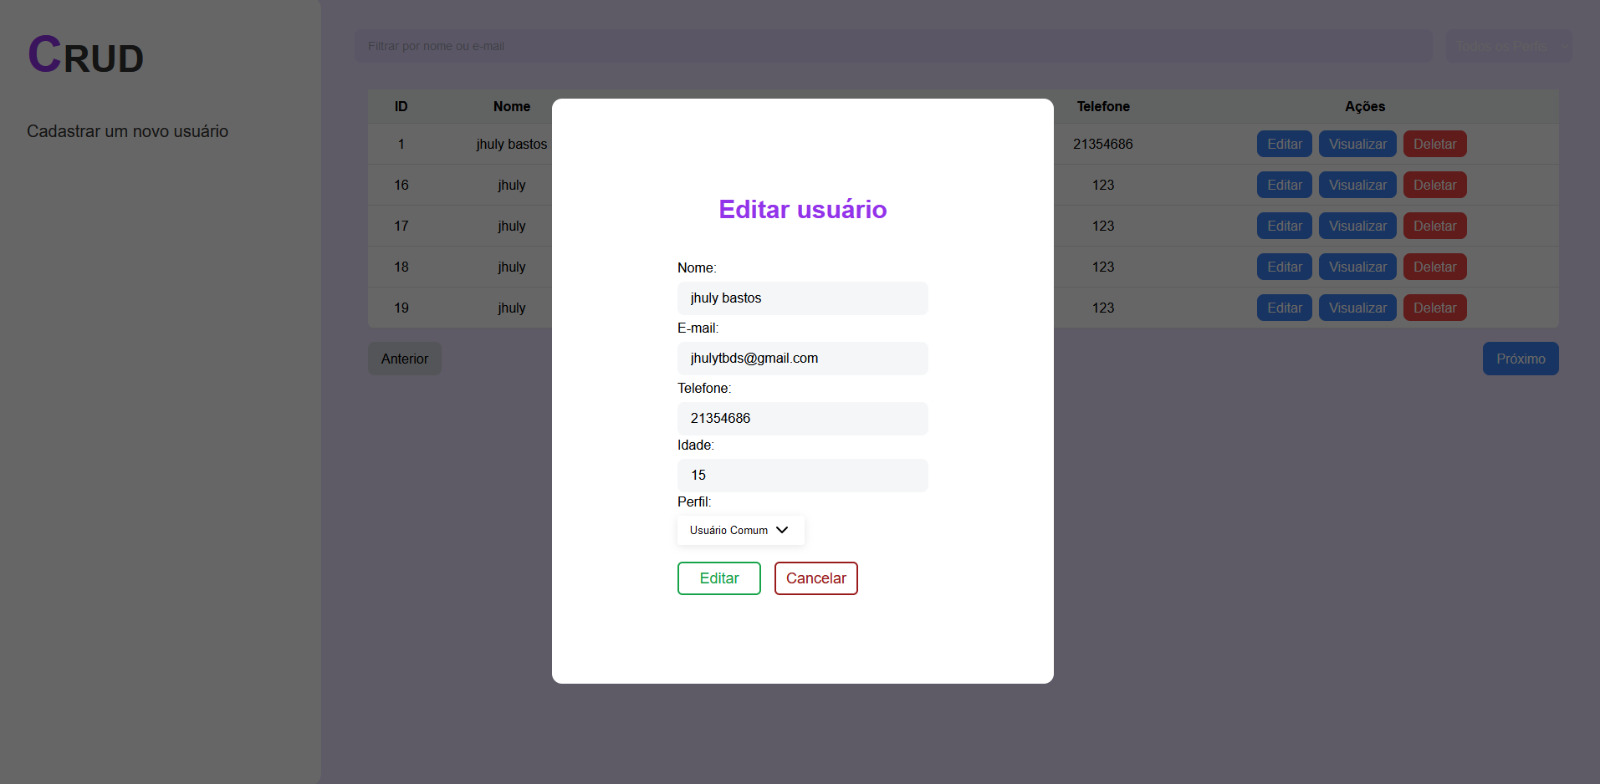 CRUD
Cadastrar um novo usuário
Filtrar por nome ou e-mail
Todos os Perfis
ID Nome Telefone Ações
1 jhuly bastos 21354686 Editar Visualizar Deletar
16 jhuly 123 Editar Visualizar Deletar
17 jhuly 123 Editar Visualizar Deletar
18 jhuly 123 Editar Visualizar Deletar
19 jhuly 123 Editar Visualizar Deletar
Anterior Próximo
Editar usuário
Nome:
jhuly bastos
E-mail:
jhulytbds@gmail.com
Telefone:
21354686
Idade:
15
Perfil:
Usuário Comum
Editar Cancelar